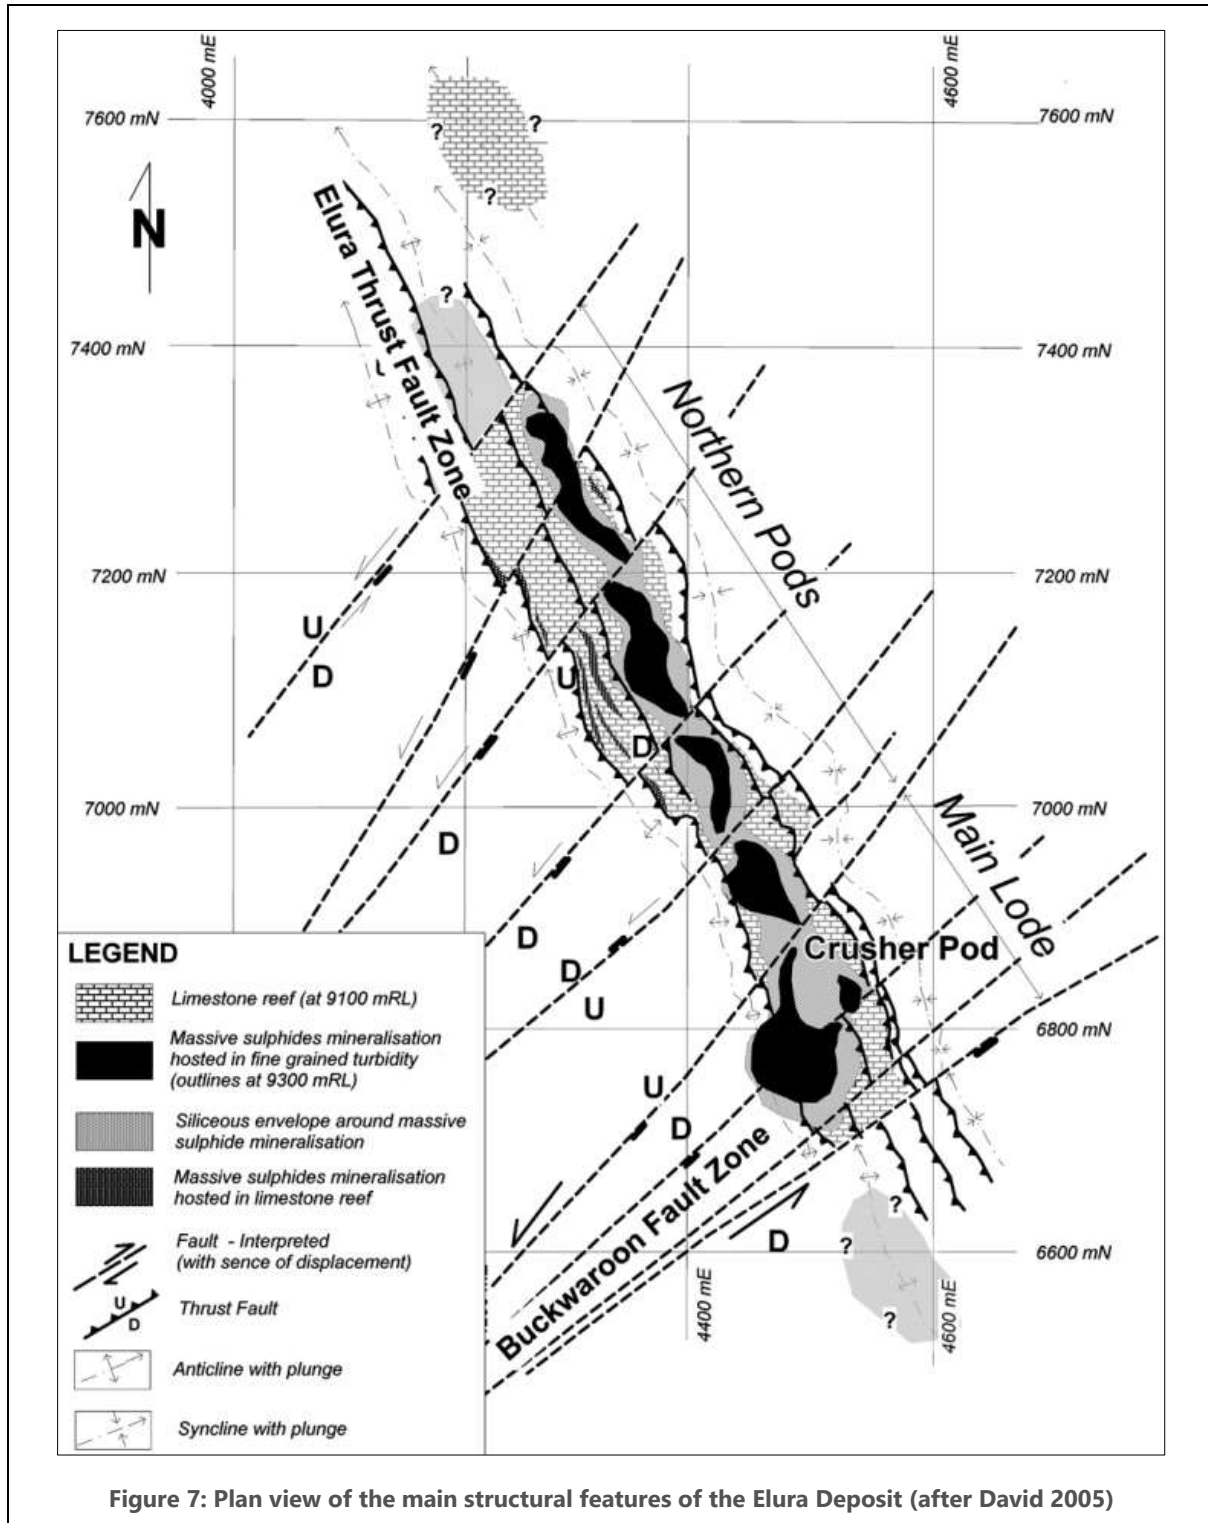 4000 mE
4600 mE
7600 mN
7600 mN
?
?
?
N
Elura Thrust Fault Zone
?
7400 mN
7400 mN
Northern Pods
7200 mN
7200 mN
U
D
U
D
7000 mN
7000 mN
D
Main Lode
D
Crusher Pod
D
U
6800 mN
U
D
Buckwaroon Fault Zone
D
?
?
?
6600 mN
4400 mE
4600 mE
LEGEND
Limestone reef (at 9100 mRL)
Massive sulphides mineralisation
hosted in fine grained turbidity
(outlines at 9300 mRL)
Siliceous envelope around massive
sulphide mineralisation
Massive sulphides mineralisation
hosted in limestone reef
Fault - Interpreted
(with sence of displacement)
U
D
Thrust Fault
Anticline with plunge
Syncline with plunge
Figure 7: Plan view of the main structural features of the Elura Deposit (after David 2005)